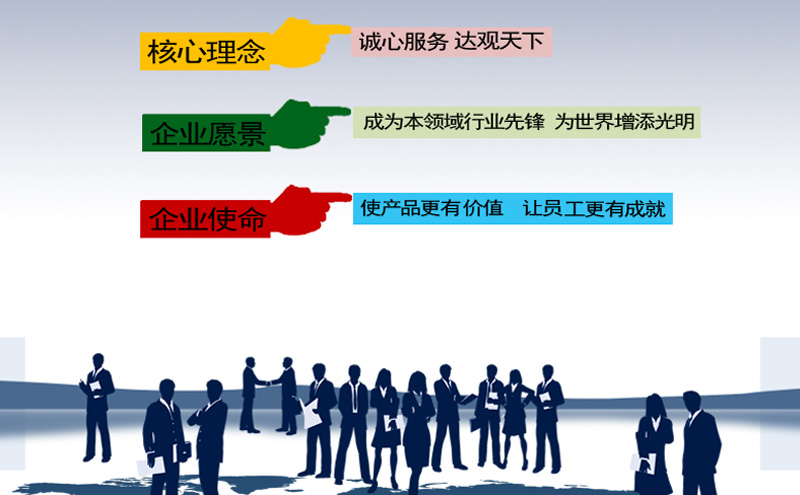 核心理念 诚心服务 达观天下
企业愿景 成为本领域行业先锋 为世界增添光明
企业使命 使产品更有价值 让员工更有成就